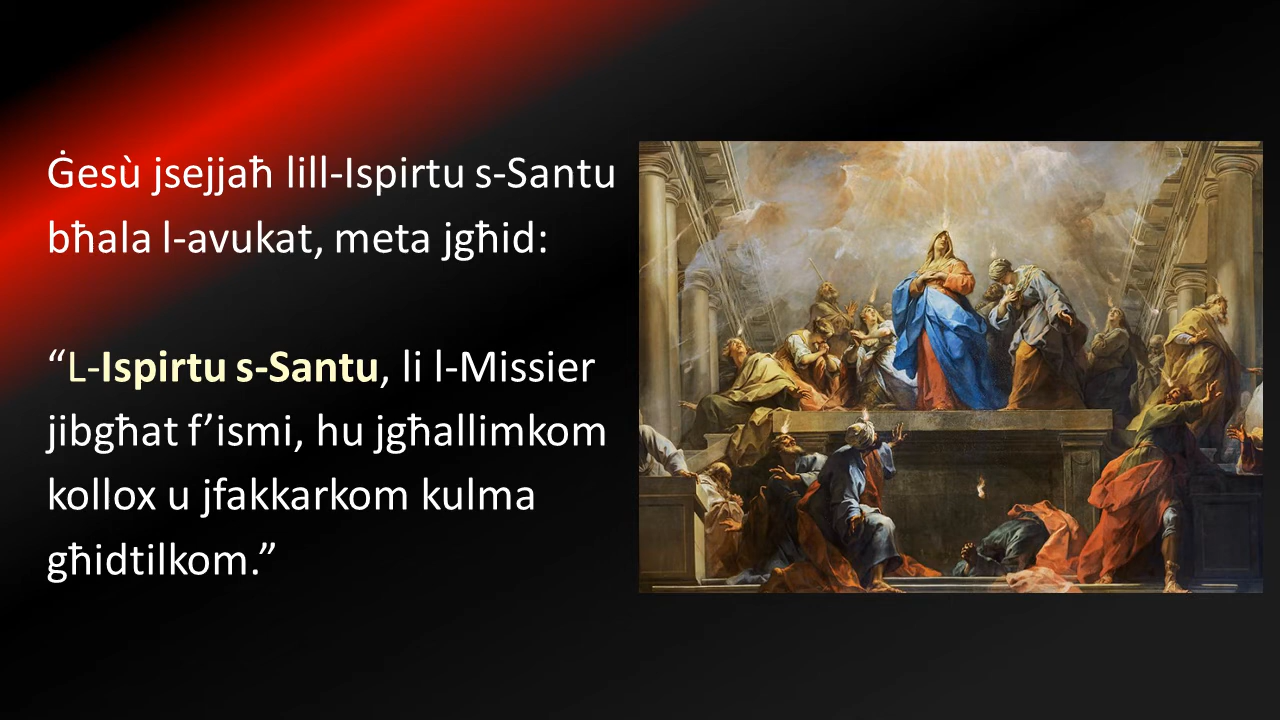 Ġesù jsejjaħ lill-Ispirtu s-Santu
bħala l-avukat, meta jgħid:
“L-Ispirtu s-Santu, li l-Missier
jibgħat f’ismi, hu jgħallimkom
kollox u jfakkarkom kulma
għidtilkom.”